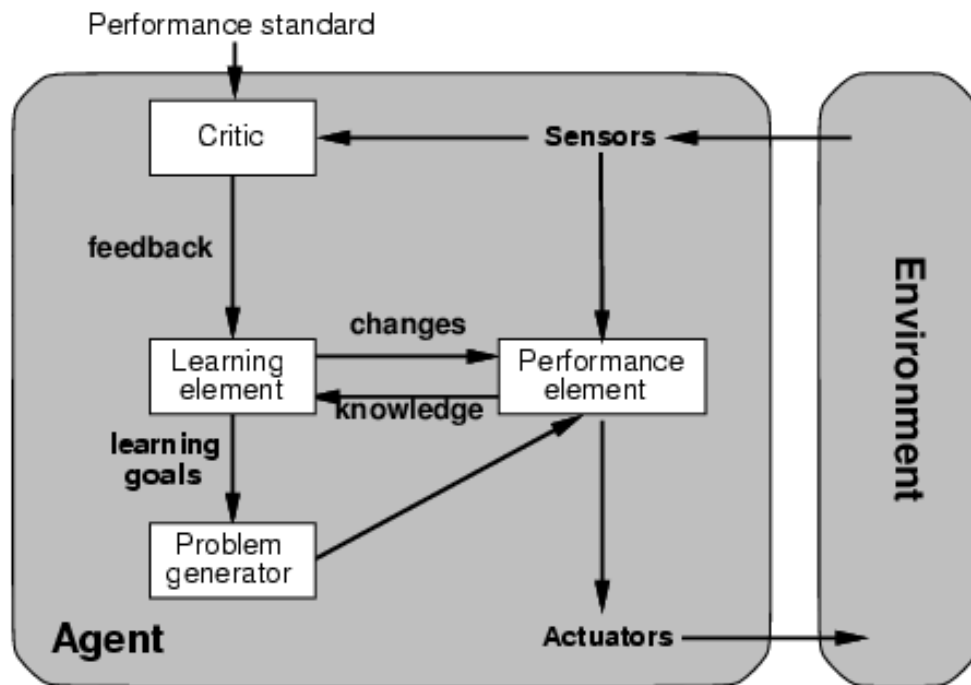 Performance standard
Critic
Sensors
feedback
changes
Learning
element
Performance
element
knowledge
learning
goals
Problem
generator
Agent
Actuators
Environment